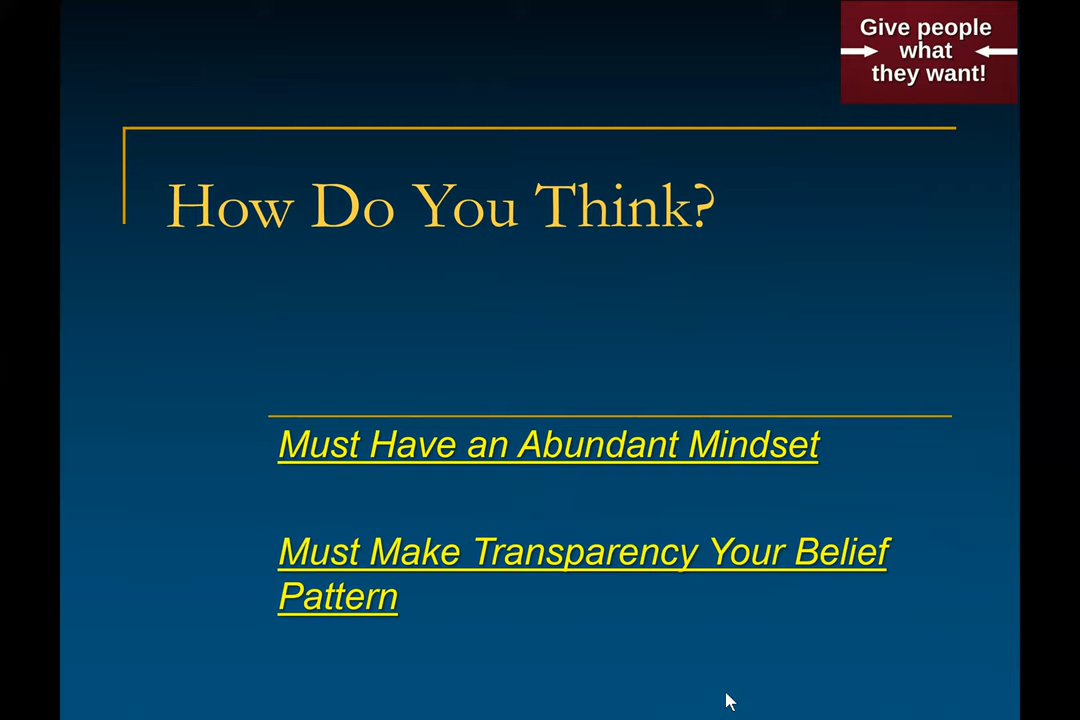 Give people
what
they want!
How Do You Think?
Must Have an Abundant Mindset
Must Make Transparency Your Belief
Pattern